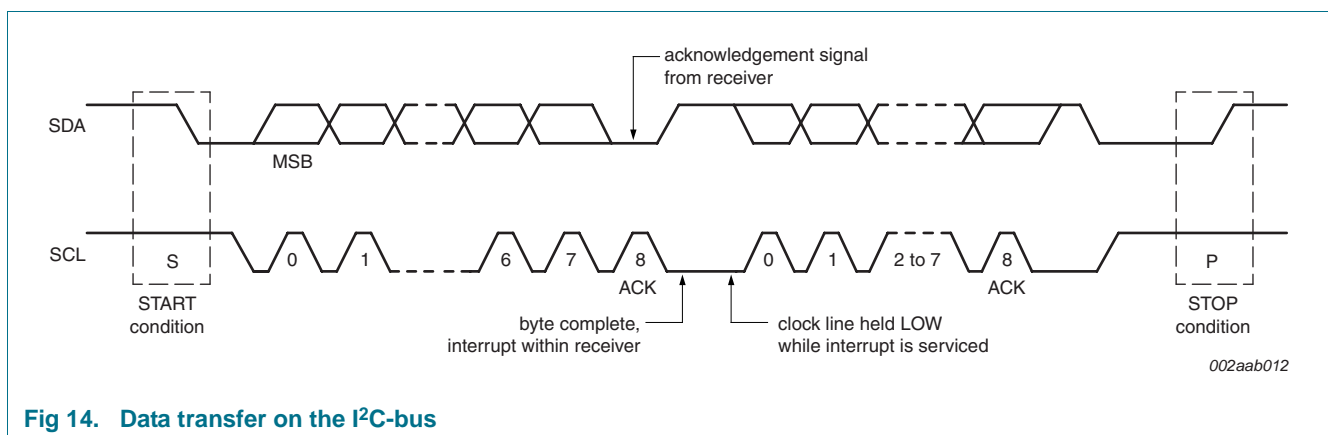 acknowledgement signal
from receiver
SDA
MSB
SCL
S
0
1
6
7
8
0
1
2 to 7
8
P
ACK
ACK
START
condition
byte complete,
interrupt within receiver
clock line held LOW
while interrupt is serviced
STOP
condition
002aab012
Fig 14. Data transfer on the I²C-bus